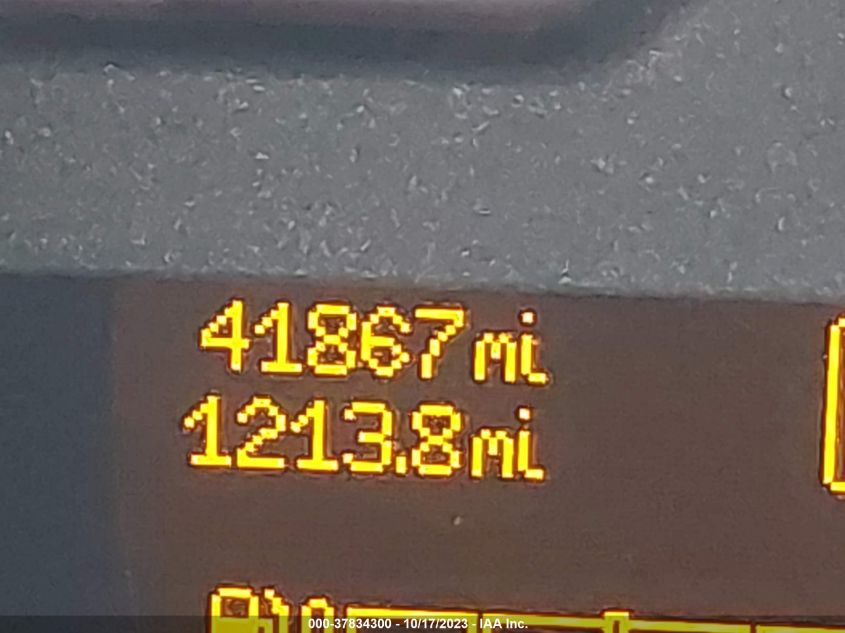 41867mi
1213.8mi
000-37834300 - 10/17/2023 - IAA Inc.